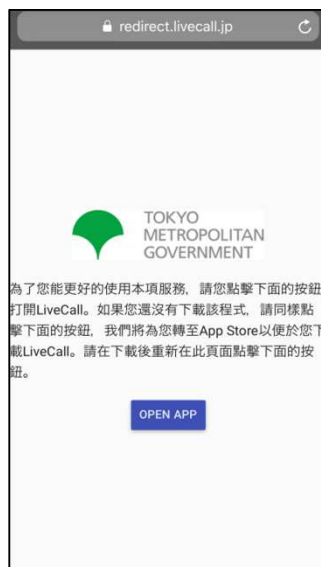 redirect.livecall.jp
TOKYO
METROPOLITAN
GOVERNMENT
為了您能更好的使用本項服務，請您點擊下面的按鈕
打開LiveCall。如果您還沒有下載該程式，請同樣點
擊下面的按鈕，我們將為您轉至App Store以便於您下
載LiveCall。請在下載後重新在此頁面點擊下面的按
鈕。
OPEN APP